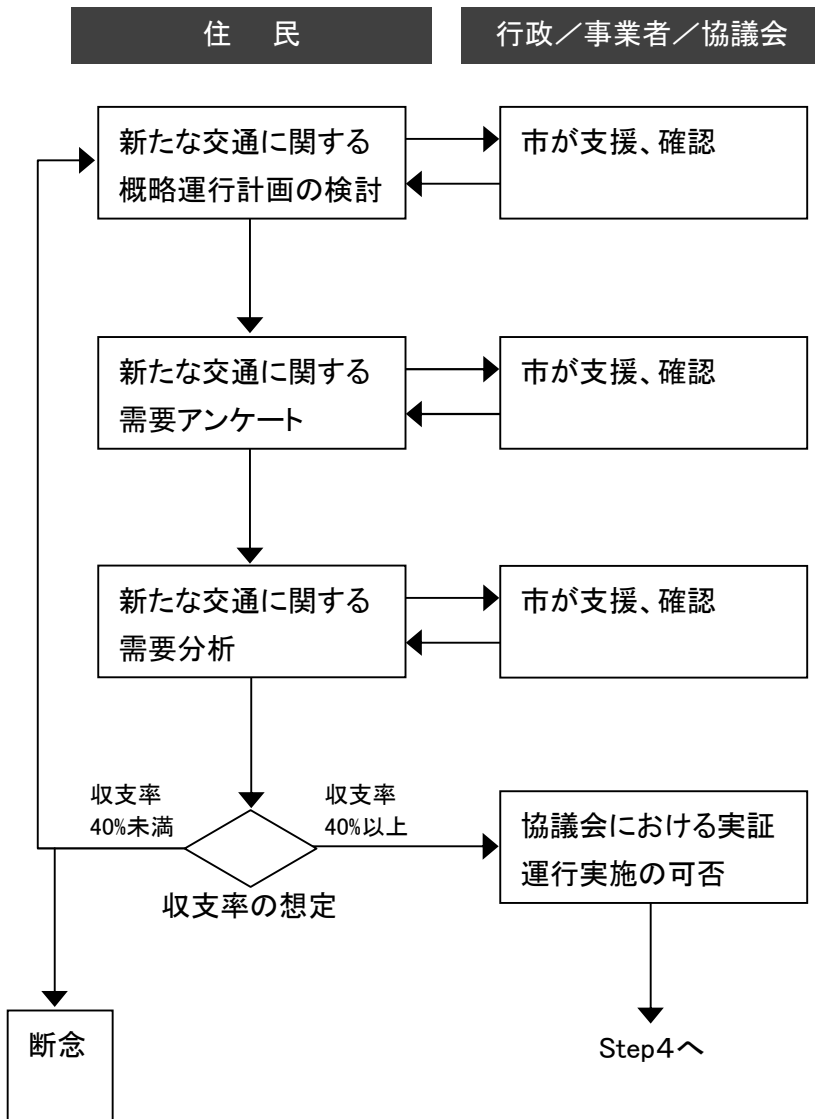 住　民
行政／事業者／協議会
新たな交通に関する
概略運行計画の検討
市が支援、確認
新たな交通に関する
需要アンケート
市が支援、確認
新たな交通に関する
需要分析
市が支援、確認
収支率
40%未満
収支率
40%以上
収支率の想定
協議会における実証
運行実施の可否
断念
Step4へ